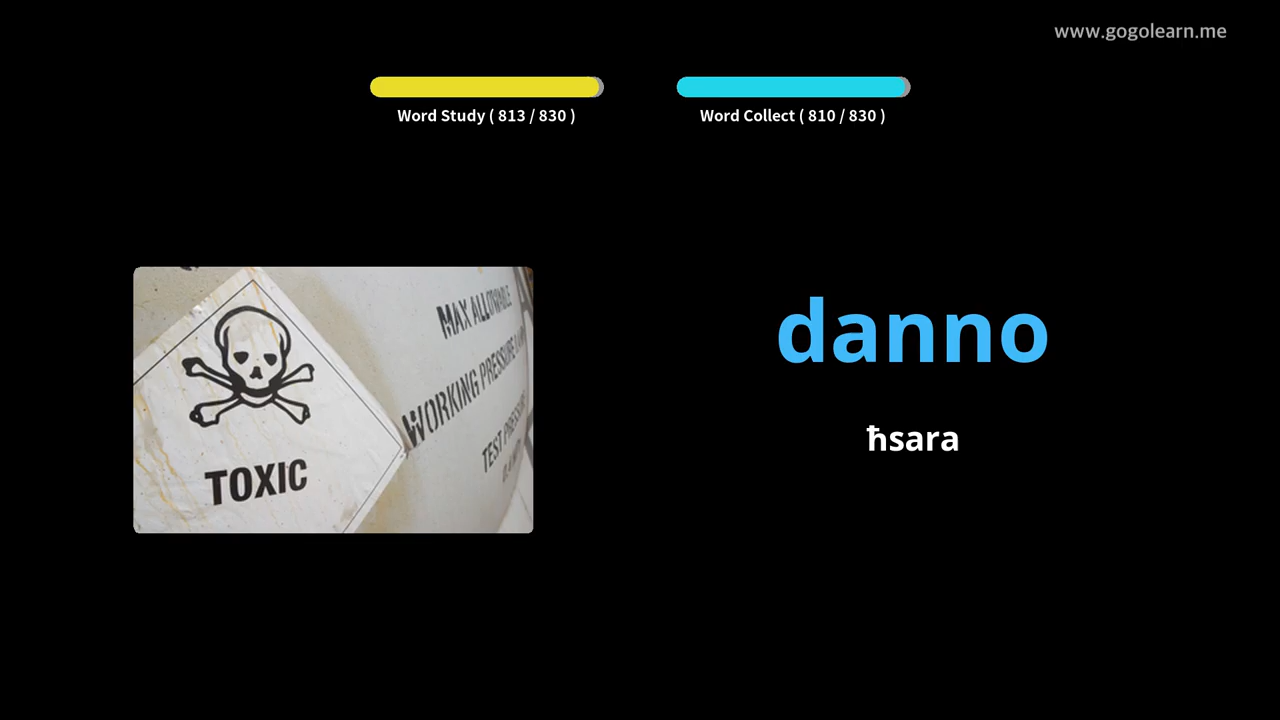 www.gogolearn.me
Word Study ( 813 / 830 )
Word Collect ( 810 / 830 )
MAX ALLOWABLE
WORKING PRESSURE
TEST PRESSURE
TOXIC
danno
ħsara